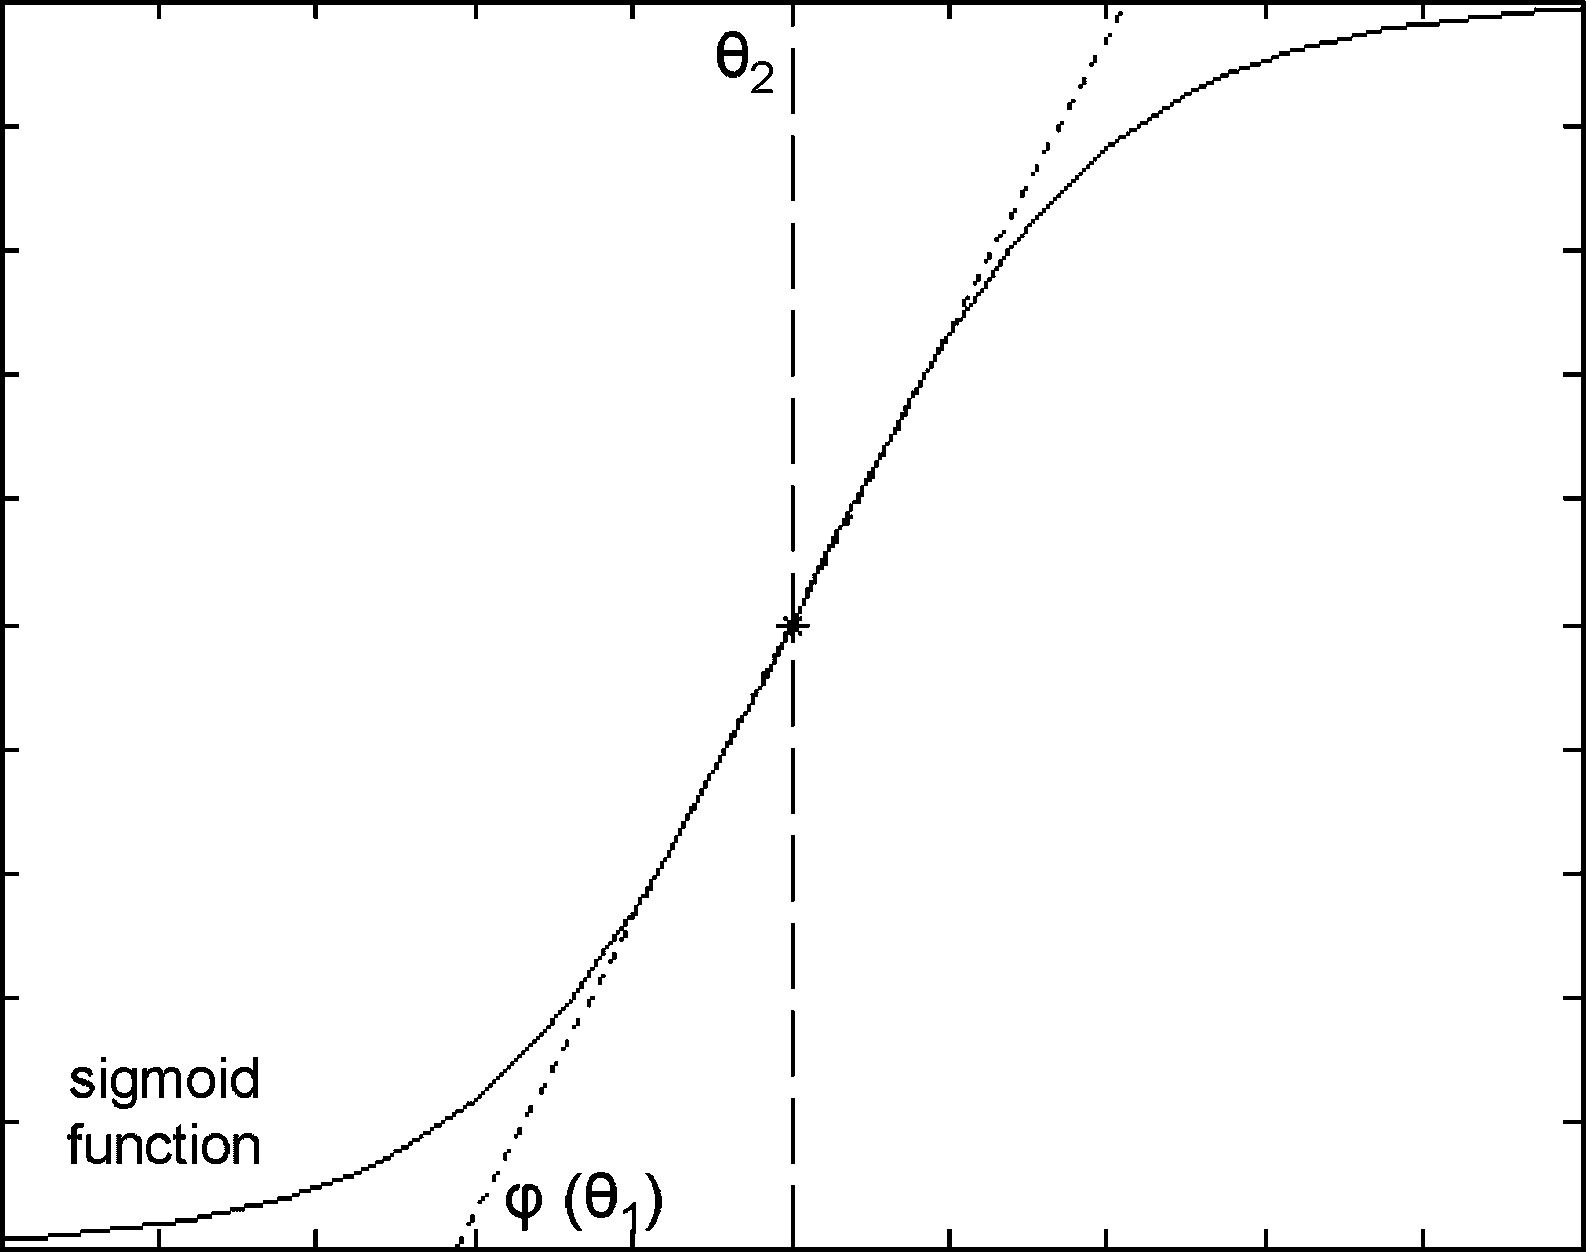 θ₂
sigmoid
function
φ (θ₁)